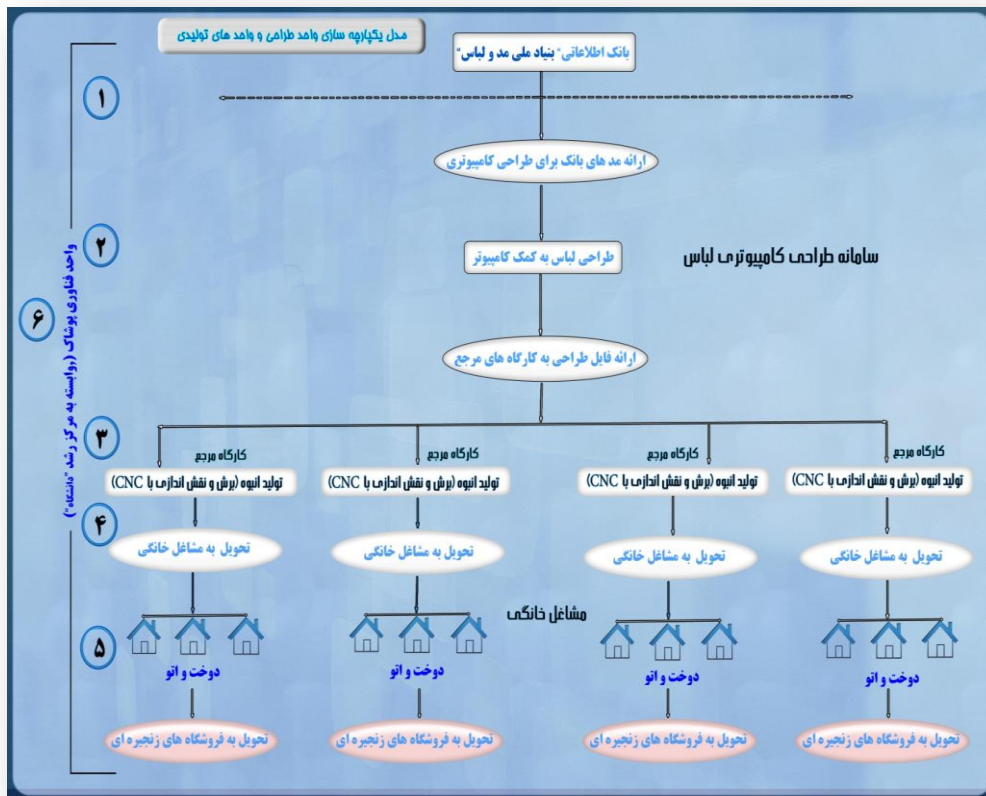 مدل یکپارچه سازی واحد طراحی و واحد های تولیدی
بانک اطلاعاتی" بنیاد ملی مد و لباس"
۱
ارائه مد های بانک برای طراحی کامپیوتری
۲
طراحی لباس به کمک کامپیوتر
سامانه طراحی کامپیوتری لباس
۶
واحد فناوری پوشاک (وابسته به مرکز رشد "دانشگاه")
ارائه فایل طراحی به کارگاه های مرجع
۳
کارگاه مرجع
کارگاه مرجع
کارگاه مرجع
کارگاه مرجع
تولید انبوه (برش و نقش اندازی با CNC)
تولید انبوه (برش و نقش اندازی با CNC)
تولید انبوه (برش و نقش اندازی با CNC)
تولید انبوه (برش و نقش اندازی با CNC)
۴
تحویل به مشاغل خانگی
تحویل به مشاغل خانگی
تحویل به مشاغل خانگی
تحویل به مشاغل خانگی
مشاغل خانگی
۵
دوخت و اتو
دوخت و اتو
دوخت و اتو
دوخت و اتو
تحویل به فروشگاه های زنجیره ای
تحویل به فروشگاه های زنجیره ای
تحویل به فروشگاه های زنجیره ای
تحویل به فروشگاه های زنجیره ای